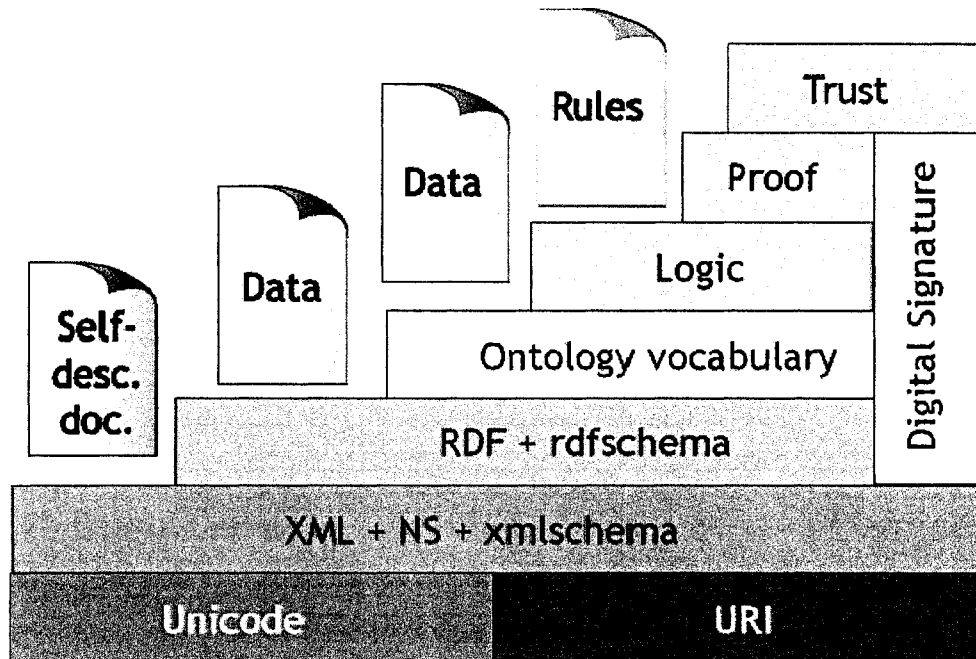 Rules
Trust
Data
Proof
Data
Logic
Self-
desc.
doc.
Ontology vocabulary
Digital Signature
RDF + rdfschema
XML + NS + xmlschema
Unicode
URI